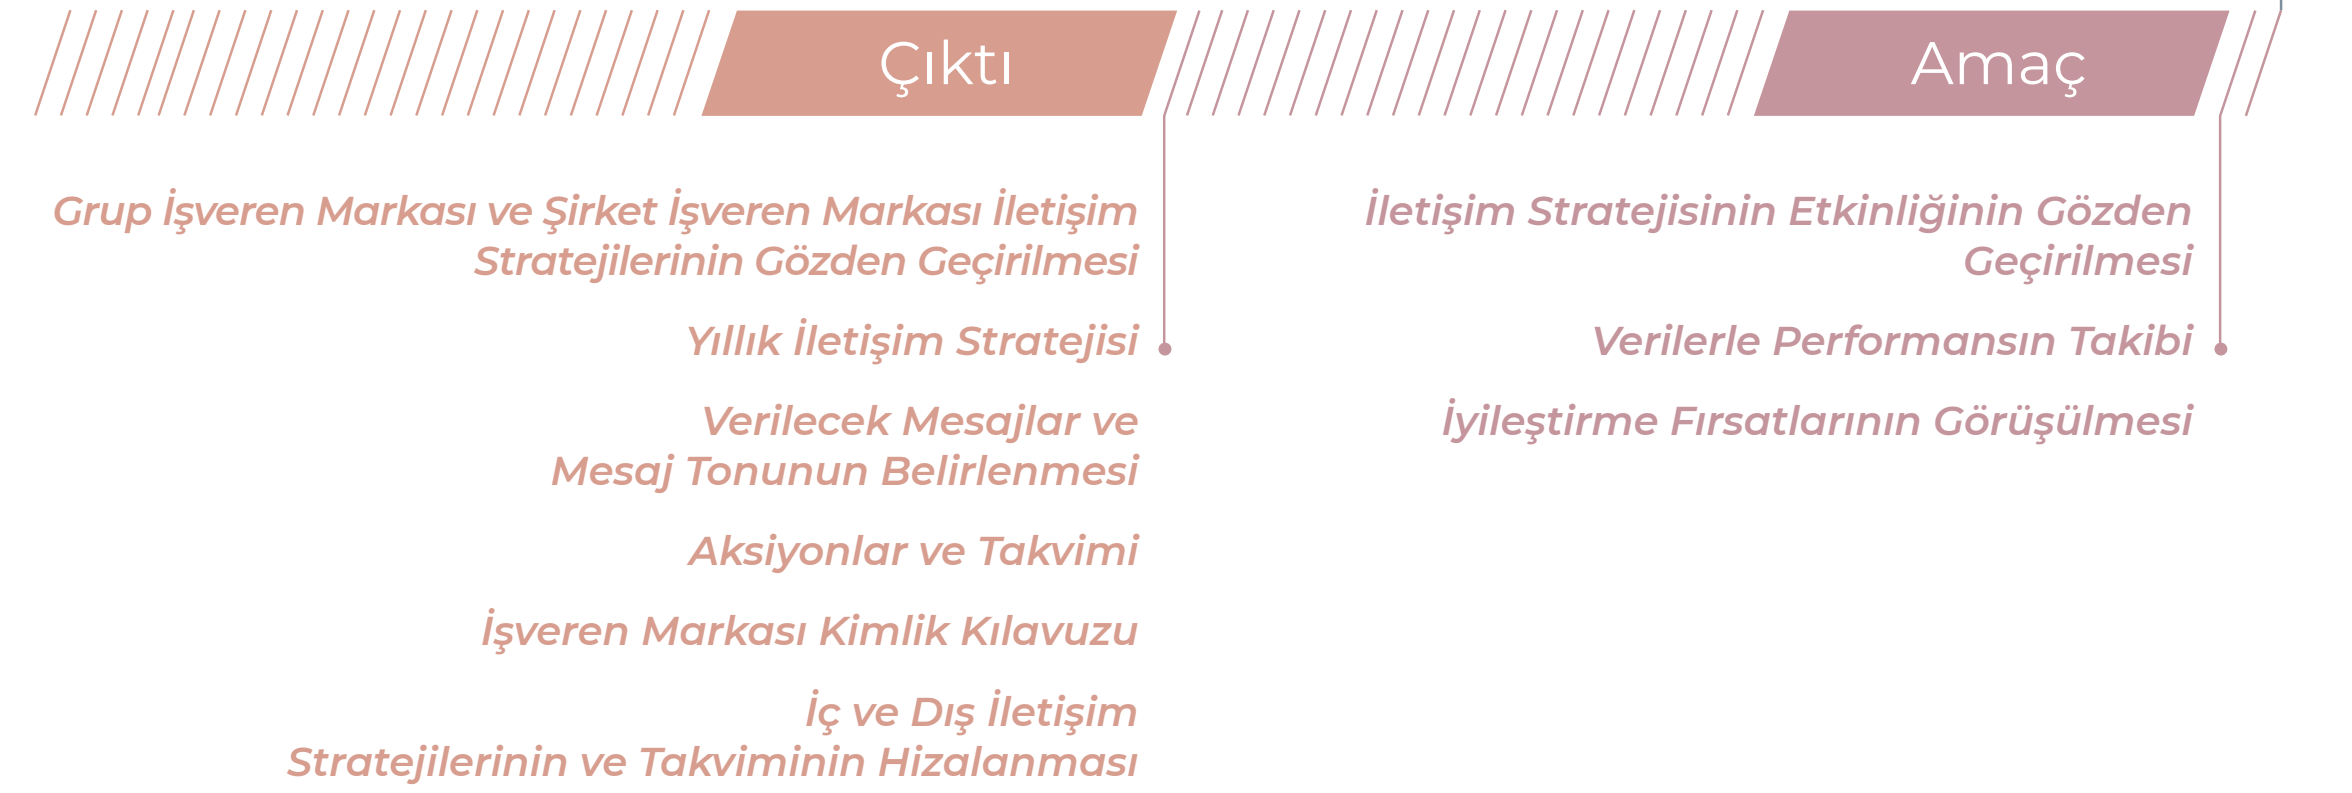 Çıktı
Grup İşveren Markası ve Şirket İşveren Markası İletişim
Stratejilerinin Gözden Geçirilmesi
Yıllık İletişim Stratejisi
Verilecek Mesajlar ve
Mesaj Tonunun Belirlenmesi
Aksiyonlar ve Takvimi
İşveren Markası Kimlik Kılavuzu
İç ve Dış İletişim
Stratejilerinin ve Takviminin Hizalanması
Amaç
İletişim Stratejisinin Etkinliğinin Gözden
Geçirilmesi
Verilerle Performansın Takibi
İyileştirme Fırsatlarının Görüşülmesi